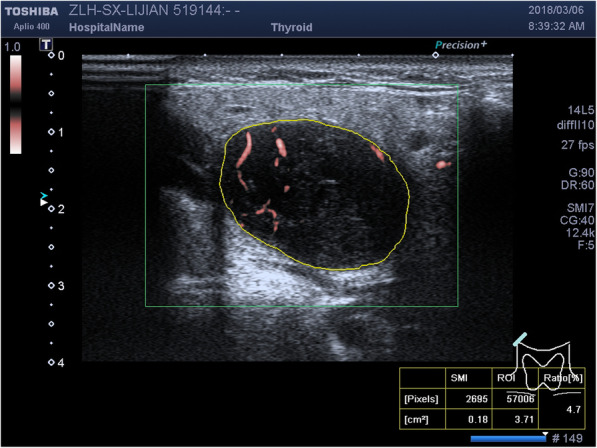 TOSHIBA ZLH-SX-LIJIAN 519144:- - 2018/03/06
Aplio 400 HospitalName Thyroid 8:39:32 AM
Precision+
1.0
T
0
1
2
3
4
14L5
diffII10
27 fps
G:90
DR:60
SMI7
CG:40
12.4k
F:5
SMI ROI Ratio[%]
[Pixels] 2695 57006 4.7
[cm²] 0.18 3.71
# 149